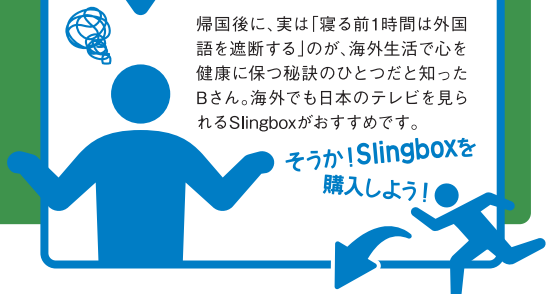 帰国後に、実は「寝る前1時間は外国
語を遮断する」のが、海外生活で心を
健康に保つ秘訣のひとつだと知った
Bさん。海外でも日本のテレビを見ら
れるSlingboxがおすすめです。
そうか！Slingboxを
購入しよう！